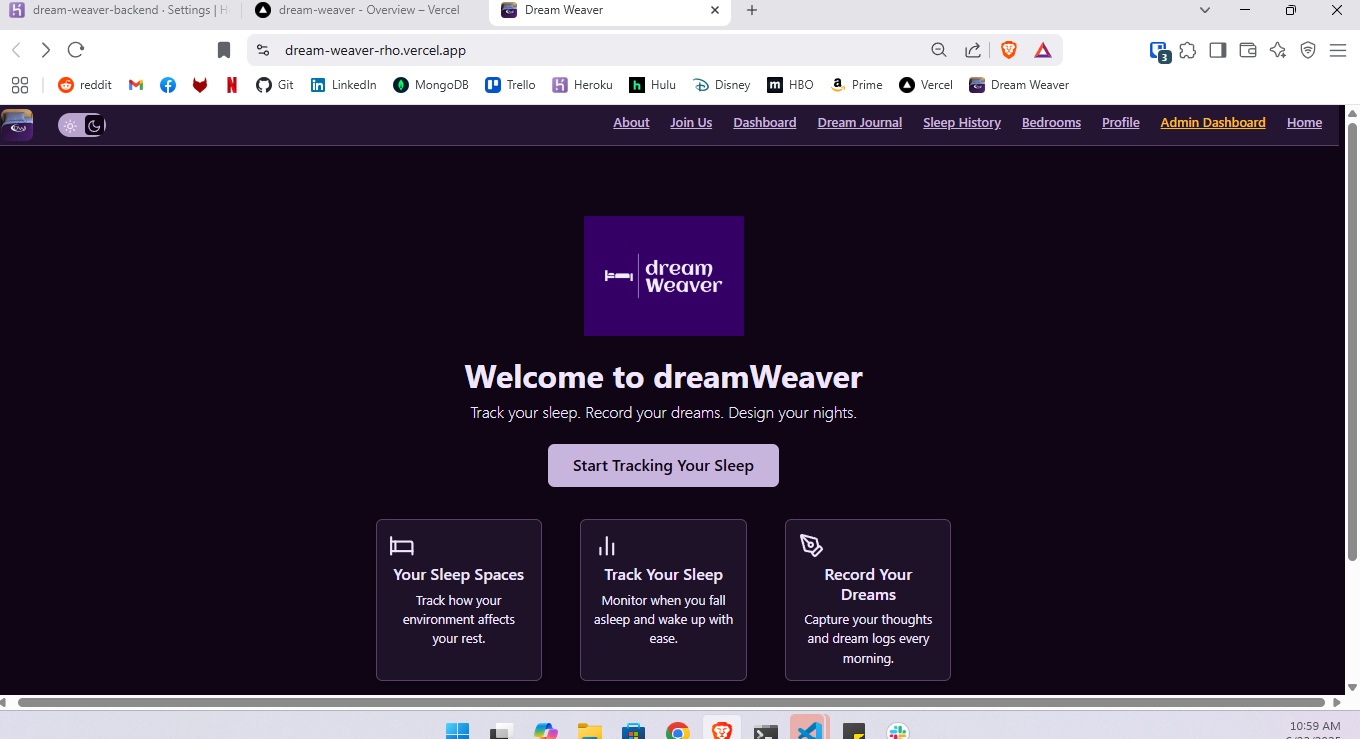 dream-weaver-backend · Settings | H
dream-weaver - Overview – Vercel
Dream Weaver
dream-weaver-rho.vercel.app
3
reddit
Git
LinkedIn
MongoDB
Trello
Heroku
Hulu
Disney
HBO
Prime
Vercel
Dream Weaver
About
Join Us
Dashboard
Dream Journal
Sleep History
Bedrooms
Profile
Admin Dashboard
Home
dream
Weaver
Welcome to dreamWeaver
Track your sleep. Record your dreams. Design your nights.
Start Tracking Your Sleep
Your Sleep Spaces
Track how your
environment affects
your rest.
Track Your Sleep
Monitor when you fall
asleep and wake up with
ease.
Record Your
Dreams
Capture your thoughts
and dream logs every
morning.
10:59 AM